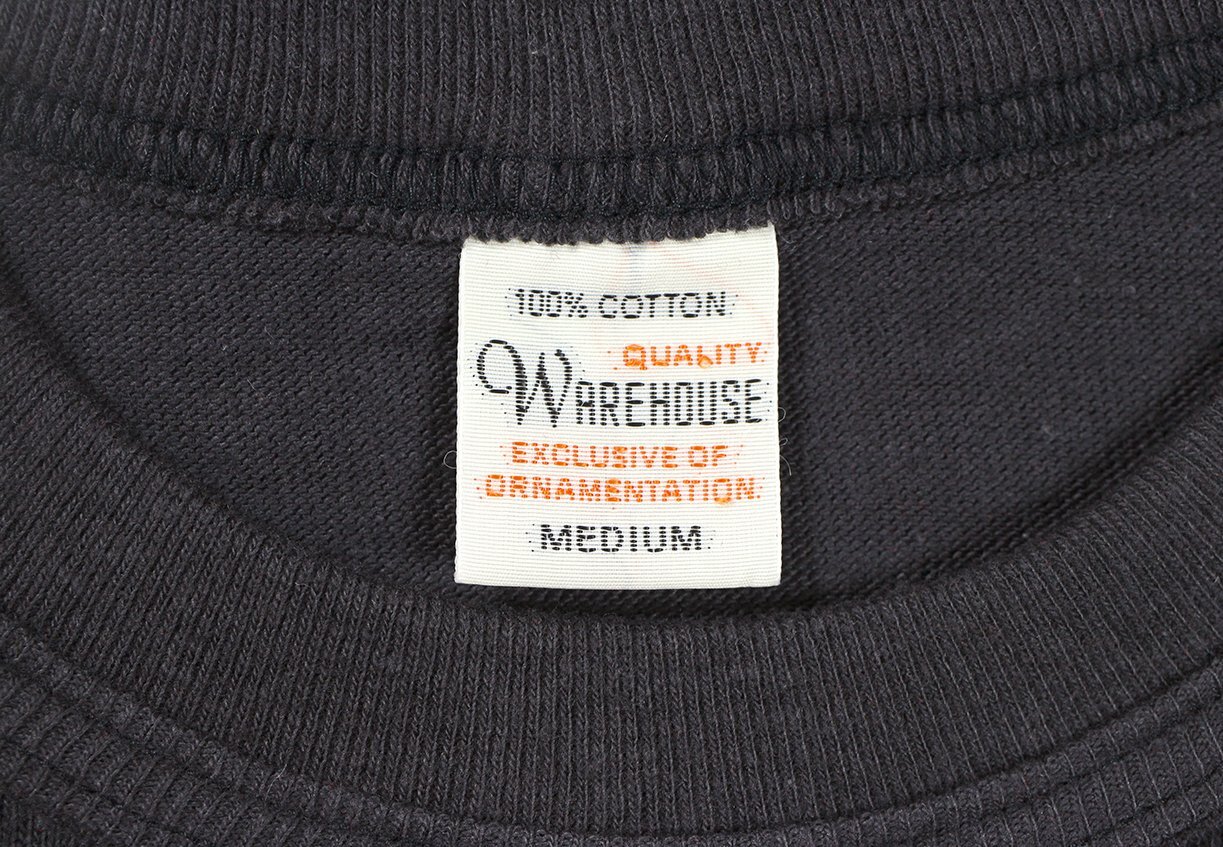 100% COTTON
QUALITY
WAREHOUSE
EXCLUSIVE OF
ORNAMENTATION
MEDIUM